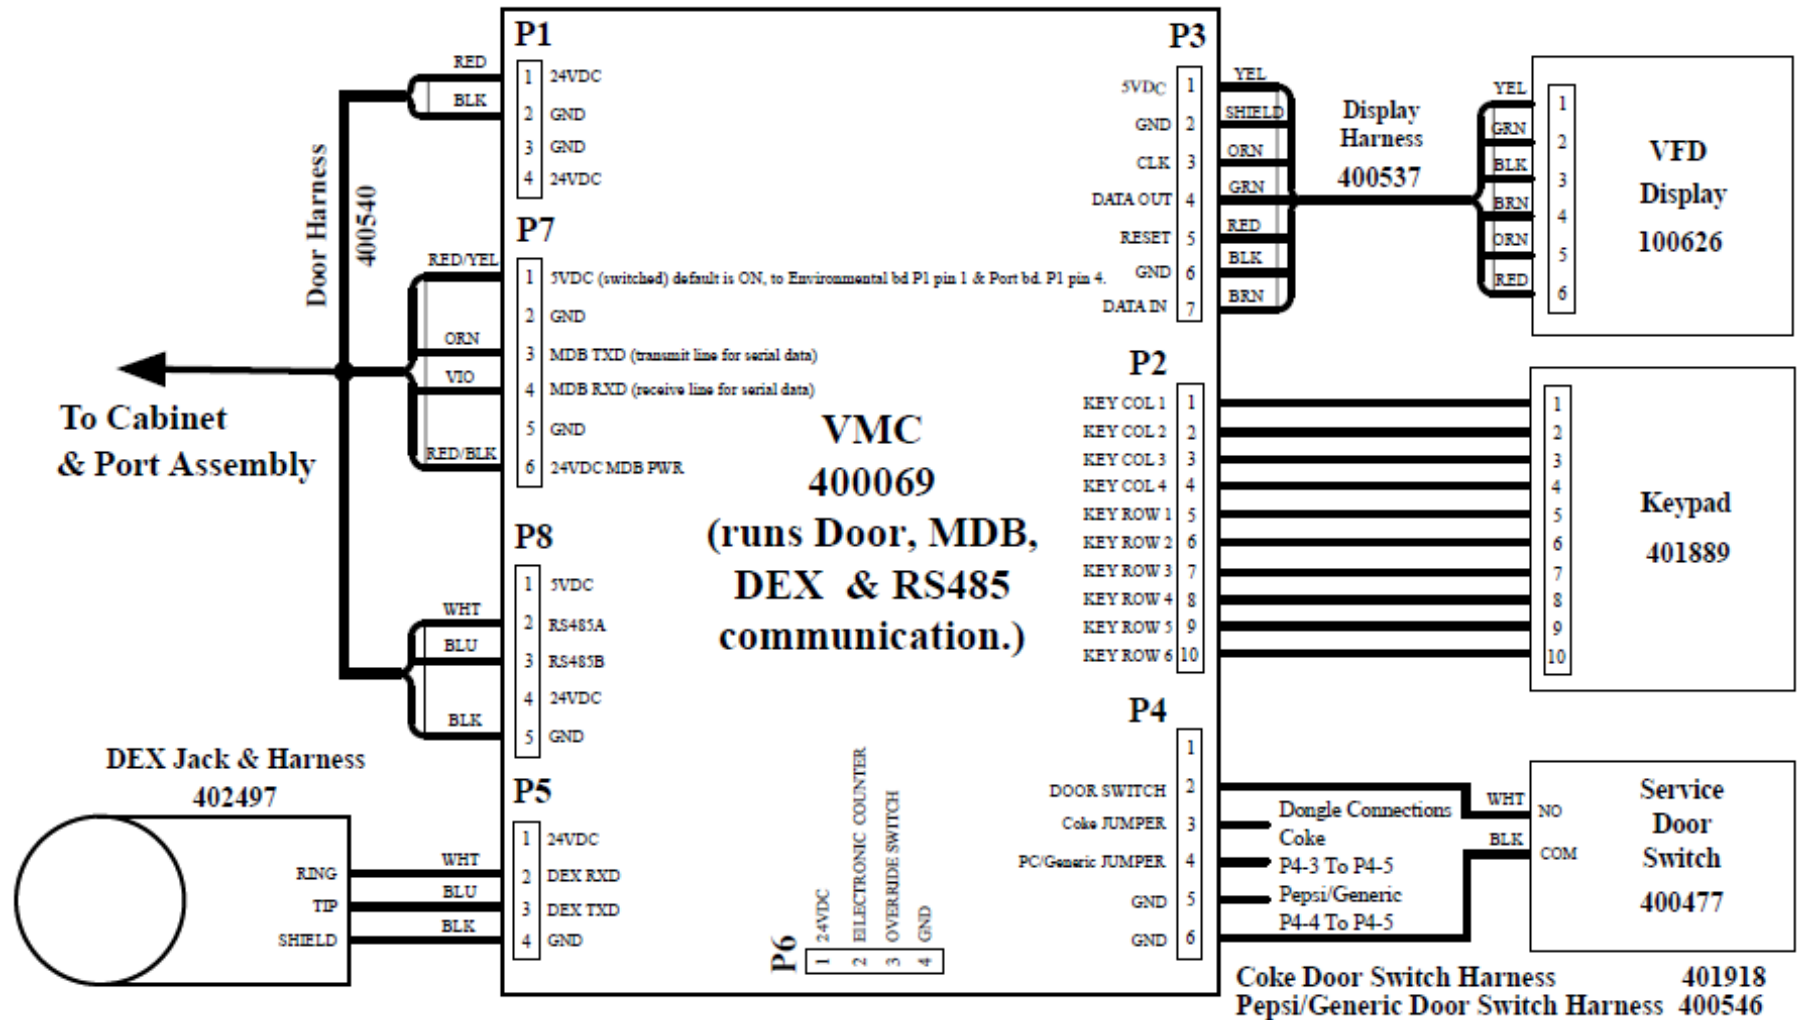 P1
RED
1 24VDC
BLK
2 GND
3 GND
4 24VDC
Door Harness
400540
P7
RED/YEL
1 5VDC (switched) default is ON, to Environmental bd P1 pin 1 & Port bd. P1 pin 4.
2 GND
ORN
3 MDB TXD (transmit line for serial data)
VIO
4 MDB RXD (receive line for serial data)
5 GND
RED/BLK
6 24VDC MDB PWR
To Cabinet
& Port Assembly
P8
1 5VDC
WHT
2 RS485A
BLU
3 RS485B
4 24VDC
BLK
5 GND
DEX Jack & Harness
402497
P5
1 24VDC
RING WHT 2 DEX RXD
TIP BLU 3 DEX TXD
SHIELD BLK 4 GND
VMC
400069
(runs Door, MDB,
DEX & RS485
communication.)
P6
1 24VDC
2 ElLECTRONIC COUNTER
3 OVERRIDE SWITCH
4 GND
P3
5VDC 1 YEL
GND 2 SHIELD
CLK 3 ORN
DATA OUT 4 GRN
RESET 5 RED
GND 6 BLK
DATA IN 7 BRN
Display
Harness
400537
YEL 1
GRN 2
BLK 3
BRN 4
ORN 5
RED 6
VFD
Display
100626
P2
KEY COL 1 1 1
KEY COL 2 2 2
KEY COL 3 3 3
KEY COL 4 4 4
KEY ROW 1 5 5
KEY ROW 2 6 6
KEY ROW 3 7 7
KEY ROW 4 8 8
KEY ROW 5 9 9
KEY ROW 6 10 10
Keypad
401889
P4
1
DOOR SWITCH 2
Coke JUMPER 3
PC/Generic JUMPER 4
GND 5
GND 6
Dongle Connections
Coke
P4-3 To P4-5
Pepsi/Generic
P4-4 To P4-5
WHT NO
BLK COM
Service
Door
Switch
400477
Coke Door Switch Harness 401918
Pepsi/Generic Door Switch Harness 400546